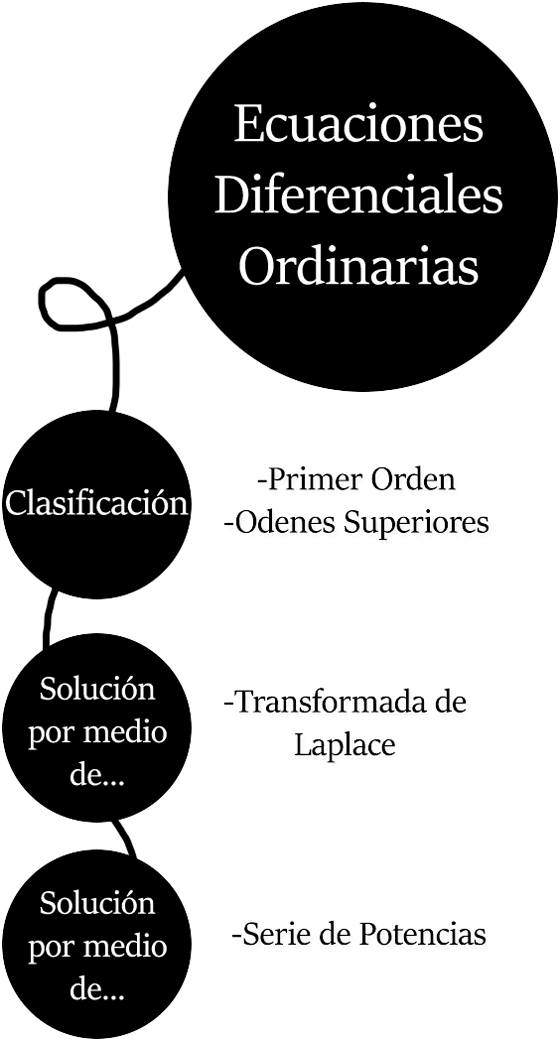 Ecuaciones
Diferenciales
Ordinarias
Clasificación
-Primer Orden
-Odenes Superiores
Solución
por medio
de...
-Transformada de
Laplace
Solución
por medio
de...
-Serie de Potencias